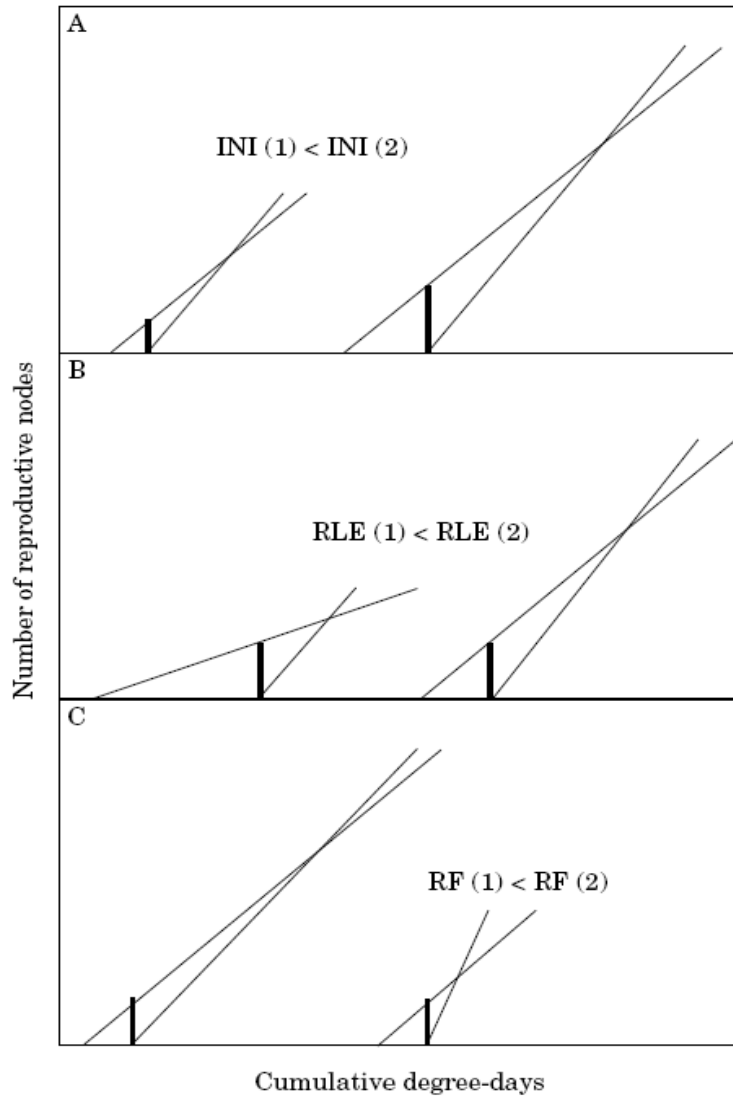 A
INI (1) < INI (2)
B
RLE (1) < RLE (2)
C
RF (1) < RF (2)
Number of reproductive nodes
Cumulative degree-days